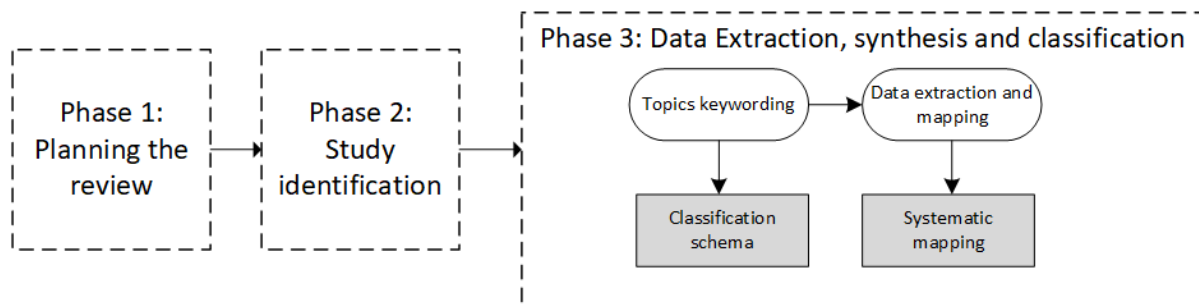 Phase 1:
Planning the
review
Phase 2:
Study
identification
Phase 3: Data Extraction, synthesis and classification
Topics keywording
Data extraction and
mapping
Classification
schema
Systematic
mapping